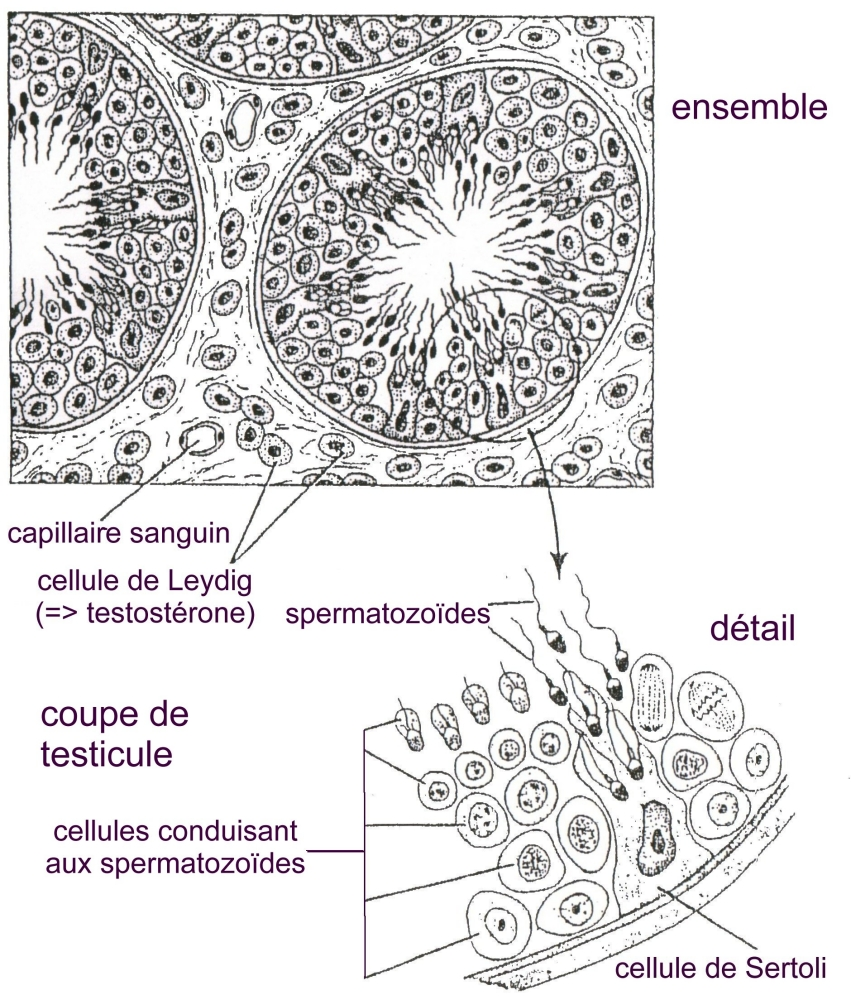 ensemble
capillaire sanguin
cellule de Leydig
(=> testostérone)
spermatozoïdes
détail
coupe de
testicule
cellules conduisant
aux spermatozoïdes
cellule de Sertoli